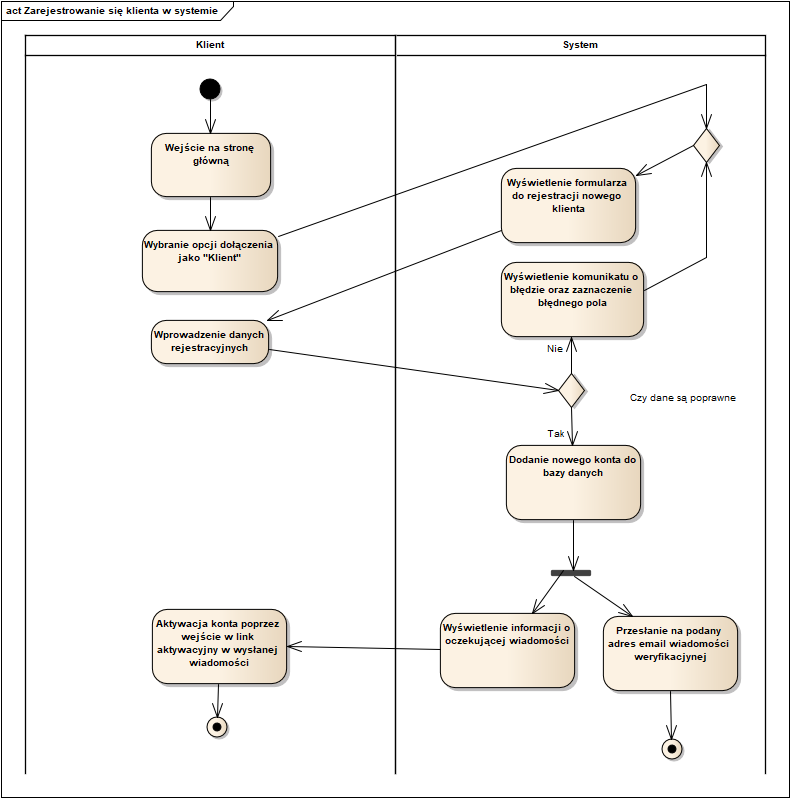 act Zarejestrowanie się klienta w systemie
Klient
System
Wejście na stronę
główną
Wyświetlenie formularza
do rejestracji nowego
klienta
Wybranie opcji dołączenia
jako "Klient"
Wyświetlenie komunikatu o
błędzie oraz zaznaczenie
błędnego pola
Wprowadzenie danych
rejestracyjnych
Nie
Czy dane są poprawne
Tak
Dodanie nowego konta do
bazy danych
Aktywacja konta poprzez
wejście w link
aktywacyjny w wysłanej
wiadomości
Wyświetlenie informacji o
oczekującej wiadomości
Przesłanie na podany
adres email wiadomości
weryfikacjynej